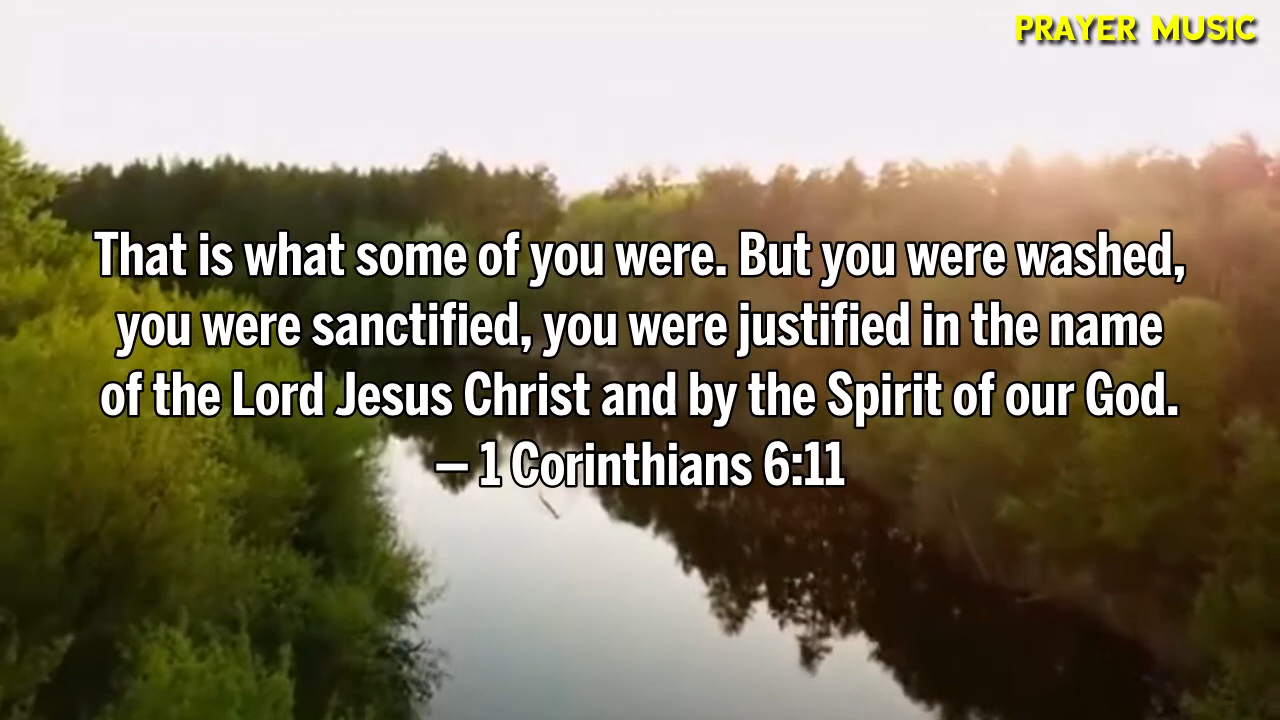 PRAYER MUSIC
That is what some of you were. But you were washed,
you were sanctified, you were justified in the name
of the Lord Jesus Christ and by the Spirit of our God.
– 1 Corinthians 6:11